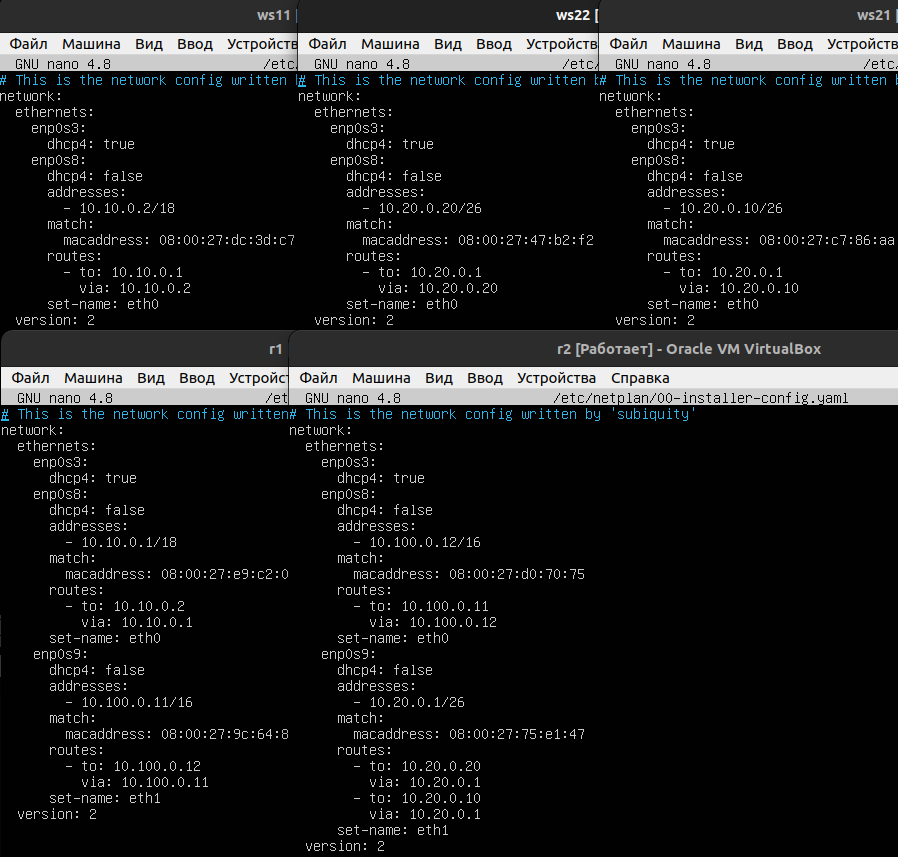 ws11
Файл Машина Вид Ввод Устройств
GNU nano 4.8 /etc.
# This is the network config written b
network:
ethernets:
enp0s3:
dhcp4: true
enp0s8:
dhcp4: false
addresses:
- 10.10.0.2/18
match:
macaddress: 08:00:27:dc:3d:c7
routes:
- to: 10.10.0.1
via: 10.10.0.2
set-name: eth0
version: 2
ws22 [
Файл Машина Вид Ввод Устройств
GNU nano 4.8 /etc/
# This is the network config written b
network:
ethernets:
enp0s3:
dhcp4: true
enp0s8:
dhcp4: false
addresses:
- 10.20.0.20/26
match:
macaddress: 08:00:27:47:b2:f2
routes:
- to: 10.20.0.1
via: 10.20.0.20
set-name: eth0
version: 2
ws21 [
Файл Машина Вид Ввод Устройств
GNU nano 4.8 /etc/
# This is the network config written b
network:
ethernets:
enp0s3:
dhcp4: true
enp0s8:
dhcp4: false
addresses:
- 10.20.0.10/26
match:
macaddress: 08:00:27:c7:86:aa
routes:
- to: 10.20.0.1
via: 10.20.0.10
set-name: eth0
version: 2
r1
Файл Машина Вид Ввод Устройст
GNU nano 4.8 /et
# This is the network config written
network:
ethernets:
enp0s3:
dhcp4: true
enp0s8:
dhcp4: false
addresses:
- 10.10.0.1/18
match:
macaddress: 08:00:27:e9:c2:0
routes:
- to: 10.10.0.2
via: 10.10.0.1
set-name: eth0
enp0s9:
dhcp4: false
addresses:
- 10.100.0.11/16
match:
macaddress: 08:00:27:9c:64:8
routes:
- to: 10.100.0.12
via: 10.100.0.11
set-name: eth1
version: 2
r2 [Работает] - Oracle VM VirtualBox
Файл Машина Вид Ввод Устройства Справка
GNU nano 4.8 /etc/netplan/00-installer-config.yaml
# This is the network config written by 'subiquity'
network:
ethernets:
enp0s3:
dhcp4: true
enp0s8:
dhcp4: false
addresses:
- 10.100.0.12/16
match:
macaddress: 08:00:27:d0:70:75
routes:
- to: 10.100.0.11
via: 10.100.0.12
set-name: eth0
enp0s9:
dhcp4: false
addresses:
- 10.20.0.1/26
match:
macaddress: 08:00:27:75:e1:47
routes:
- to: 10.20.0.20
via: 10.20.0.1
- to: 10.20.0.10
via: 10.20.0.1
set-name: eth1
version: 2